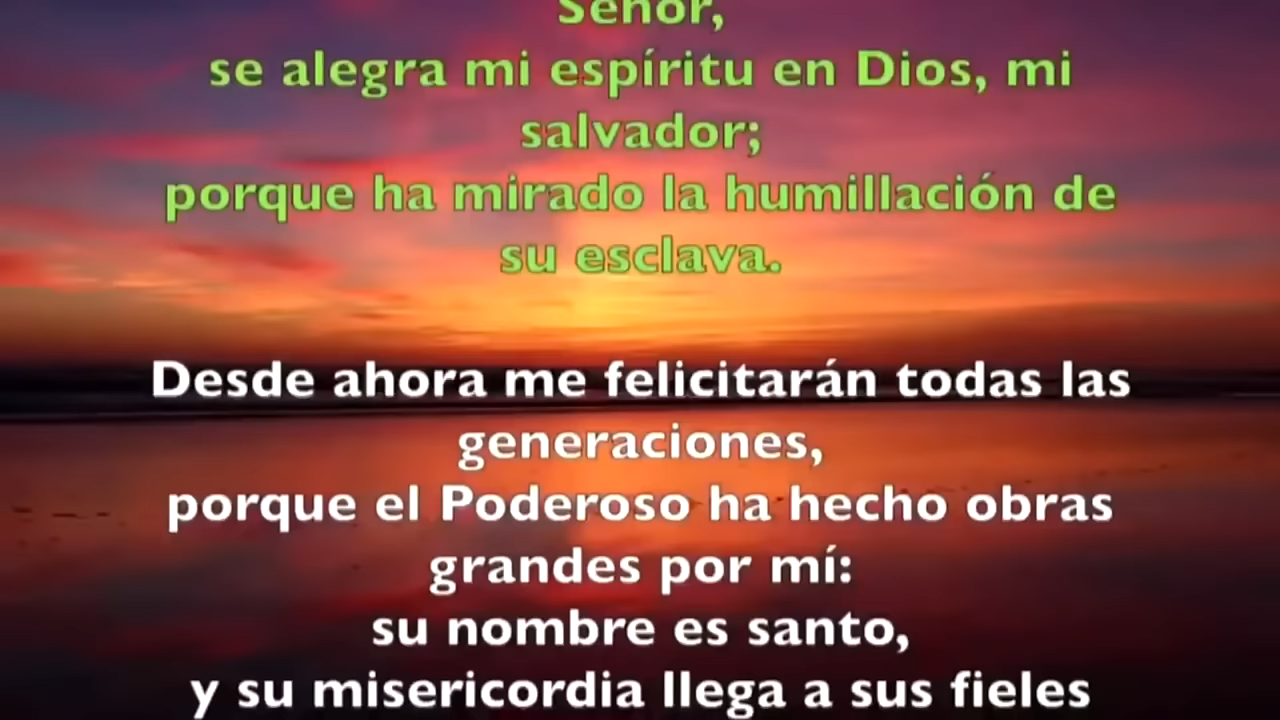 Señor,
se alegra mi espíritu en Dios, mi
salvador;
porque ha mirado la humillación de
su esclava.
Desde ahora me felicitarán todas las
generaciones,
porque el Poderoso ha hecho obras
grandes por mí:
su nombre es santo,
y su misericordia llega a sus fieles